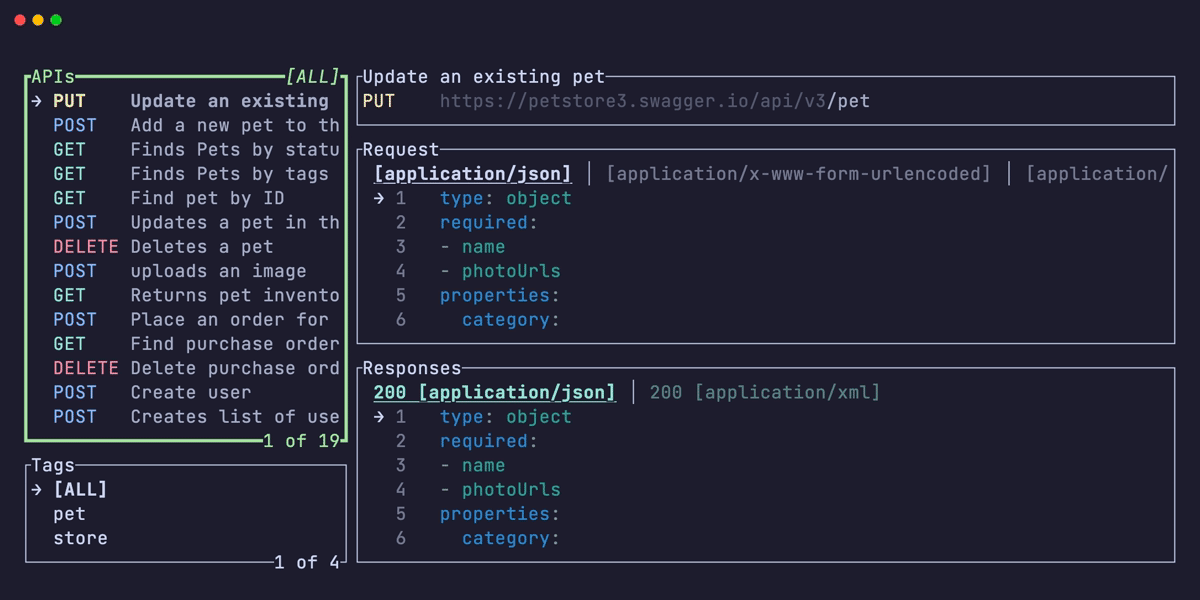 APIs [ALL]
→ PUT Update an existing
POST Add a new pet to th
GET Finds Pets by statu
GET Finds Pets by tags
GET Find pet by ID
POST Updates a pet in th
DELETE Deletes a pet
POST uploads an image
GET Returns pet invento
POST Place an order for
GET Find purchase order
DELETE Delete purchase ord
POST Create user
POST Creates list of use
1 of 19
Tags
→ [ALL]
pet
store
1 of 4
Update an existing pet
PUT https://petstore3.swagger.io/api/v3/pet
Request
[application/json] | [application/x-www-form-urlencoded] | [application/
→ 1 type: object
2 required:
3 - name
4 - photoUrls
5 properties:
6 category:
Responses
200 [application/json] | 200 [application/xml]
→ 1 type: object
2 required:
3 - name
4 - photoUrls
5 properties:
6 category: